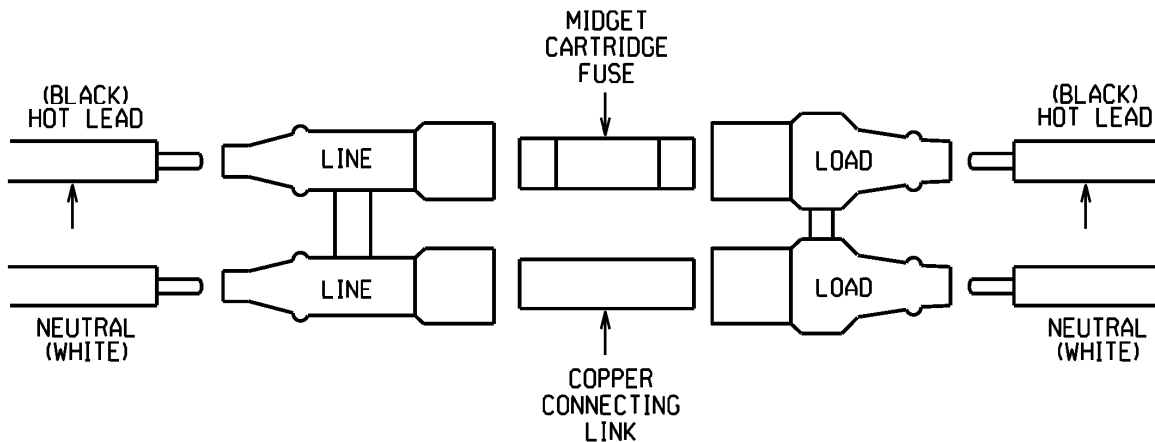 MIDGET
CARTRIDGE
FUSE
(BLACK)
HOT LEAD
(BLACK)
HOT LEAD
LINE
LOAD
LINE
LOAD
NEUTRAL
(WHITE)
NEUTRAL
(WHITE)
COPPER
CONNECTING
LINK